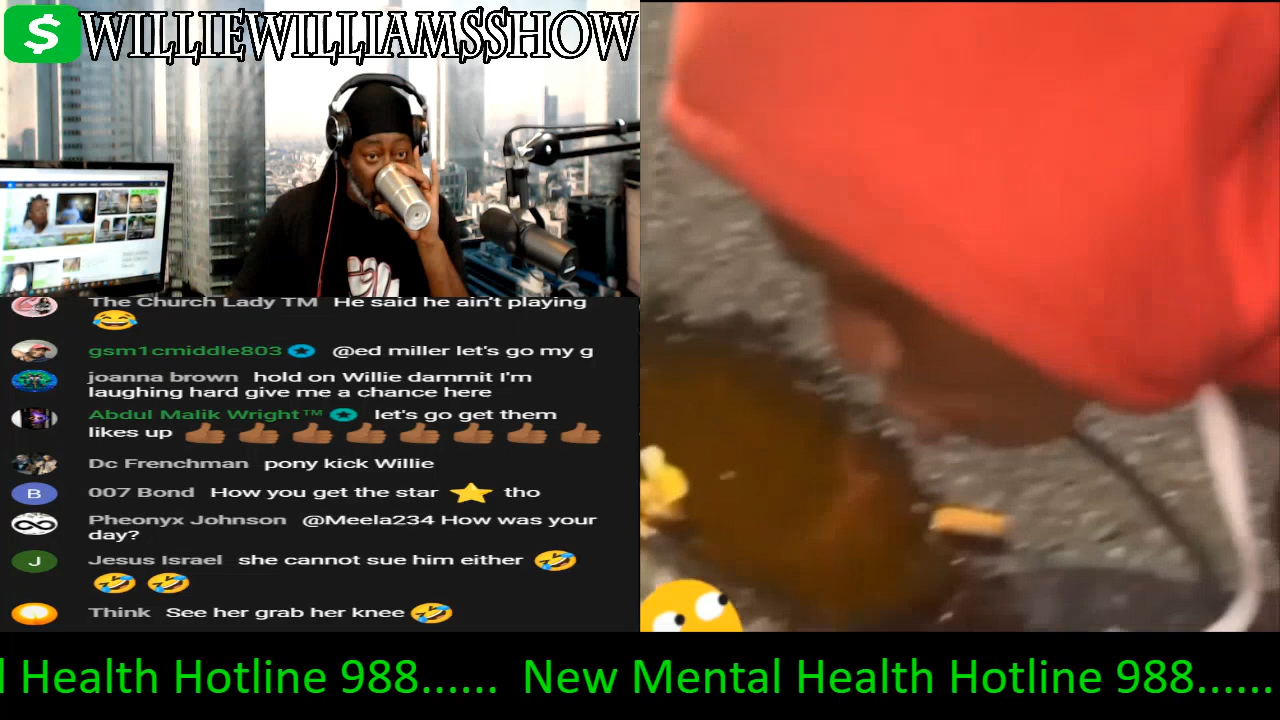 $ WILLIEWILLIAMSSHOW
The Church Lady TM He said he ain't playing
😂
gsm1cmiddle803 @ed miller let's go my g
joanna brown hold on Willie dammit I'm
laughing hard give me a chance here
Abdul Malik Wright™ let's go get them
likes up 👍🏾👍🏾👍🏾👍🏾👍🏾👍🏾👍🏾👍🏾
Dc Frenchman pony kick Willie
B 007 Bond How you get the star ⭐ tho
Pheonyx Johnson @Meela234 How was your
day?
J Jesus Israel she cannot sue him either 🤣
🤣 🤣
Think See her grab her knee 🤣
l Health Hotline 988...... New Mental Health Hotline 988......